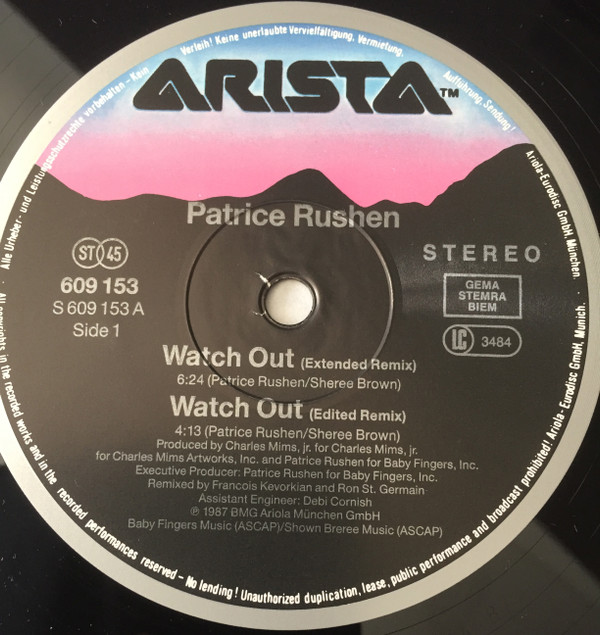 ARISTA™
Patrice Rushen
STEREO
ST 45
609 153
S 609 153 A
Side 1
GEMA
STEMRA
BIEM
LC 3484
Watch Out (Extended Remix)
6:24 (Patrice Rushen/Sheree Brown)
Watch Out (Edited Remix)
4:13 (Patrice Rushen/Sheree Brown)
Produced by Charles Mims, jr. for Charles Mims, jr.
for Charles Mims Artworks, Inc. and Patrice Rushen for Baby Fingers, Inc.
Executive Producer: Patrice Rushen for Baby Fingers, Inc.
Remixed by Francois Kevorkian and Ron St. Germain
Assistant Engineer: Debi Cornish
℗ 1987 BMG Ariola München GmbH
Baby Fingers Music (ASCAP)/Shown Breree Music (ASCAP)
Alle Urheber- und Leistungsschutzrechte vorbehalten – Kein Verleih! Keine unerlaubte Vervielfältigung, Vermietung, Aufführung, Sendung! Ariola-Eurodisc GmbH, München.
All copyrights in the recorded works and in the recorded performances reserved – No lending! Unauthorized duplication, lease, public performance and broadcast prohibited! Ariola-Eurodisc GmbH, Munich.